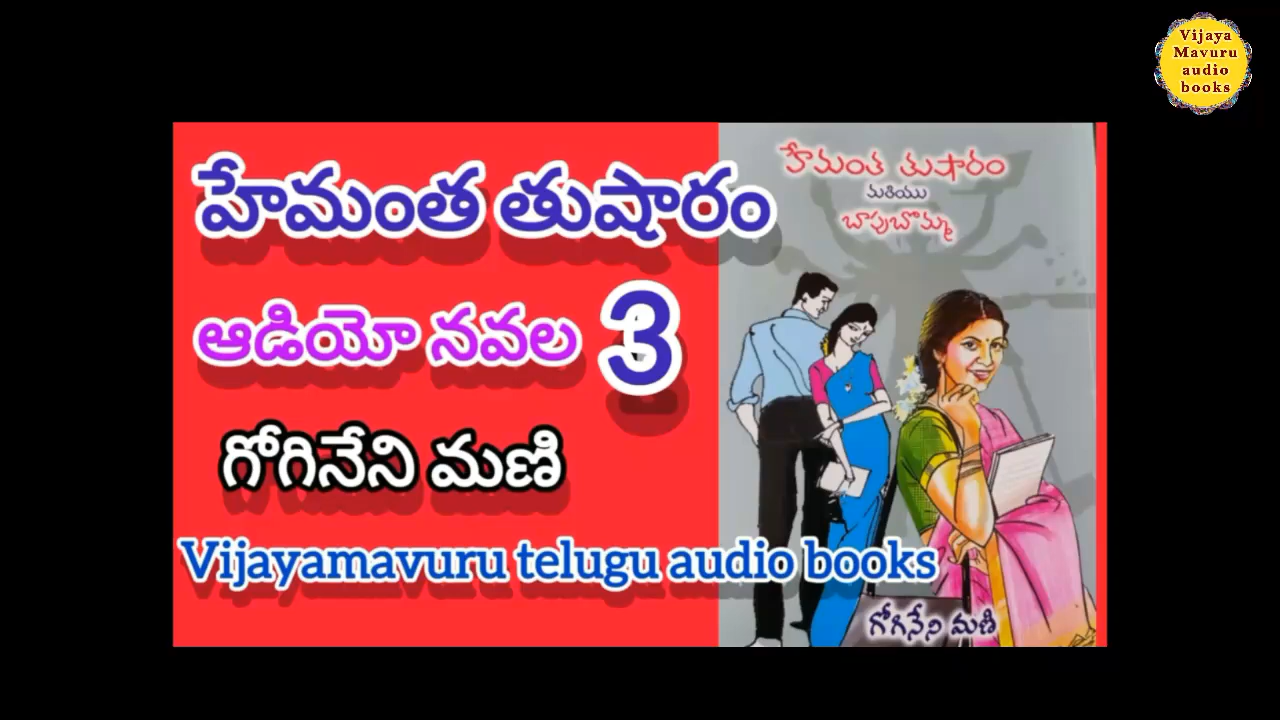 Vijaya
Mavuru
audio
books
హేమంత తుషారం
ఆడియో నవల 3
గోగినేని మణి
Vijayamavuru telugu audio books
హేమంత తుషారం
మరియు
బాపుబొమ్మ
గోగినేని మణి